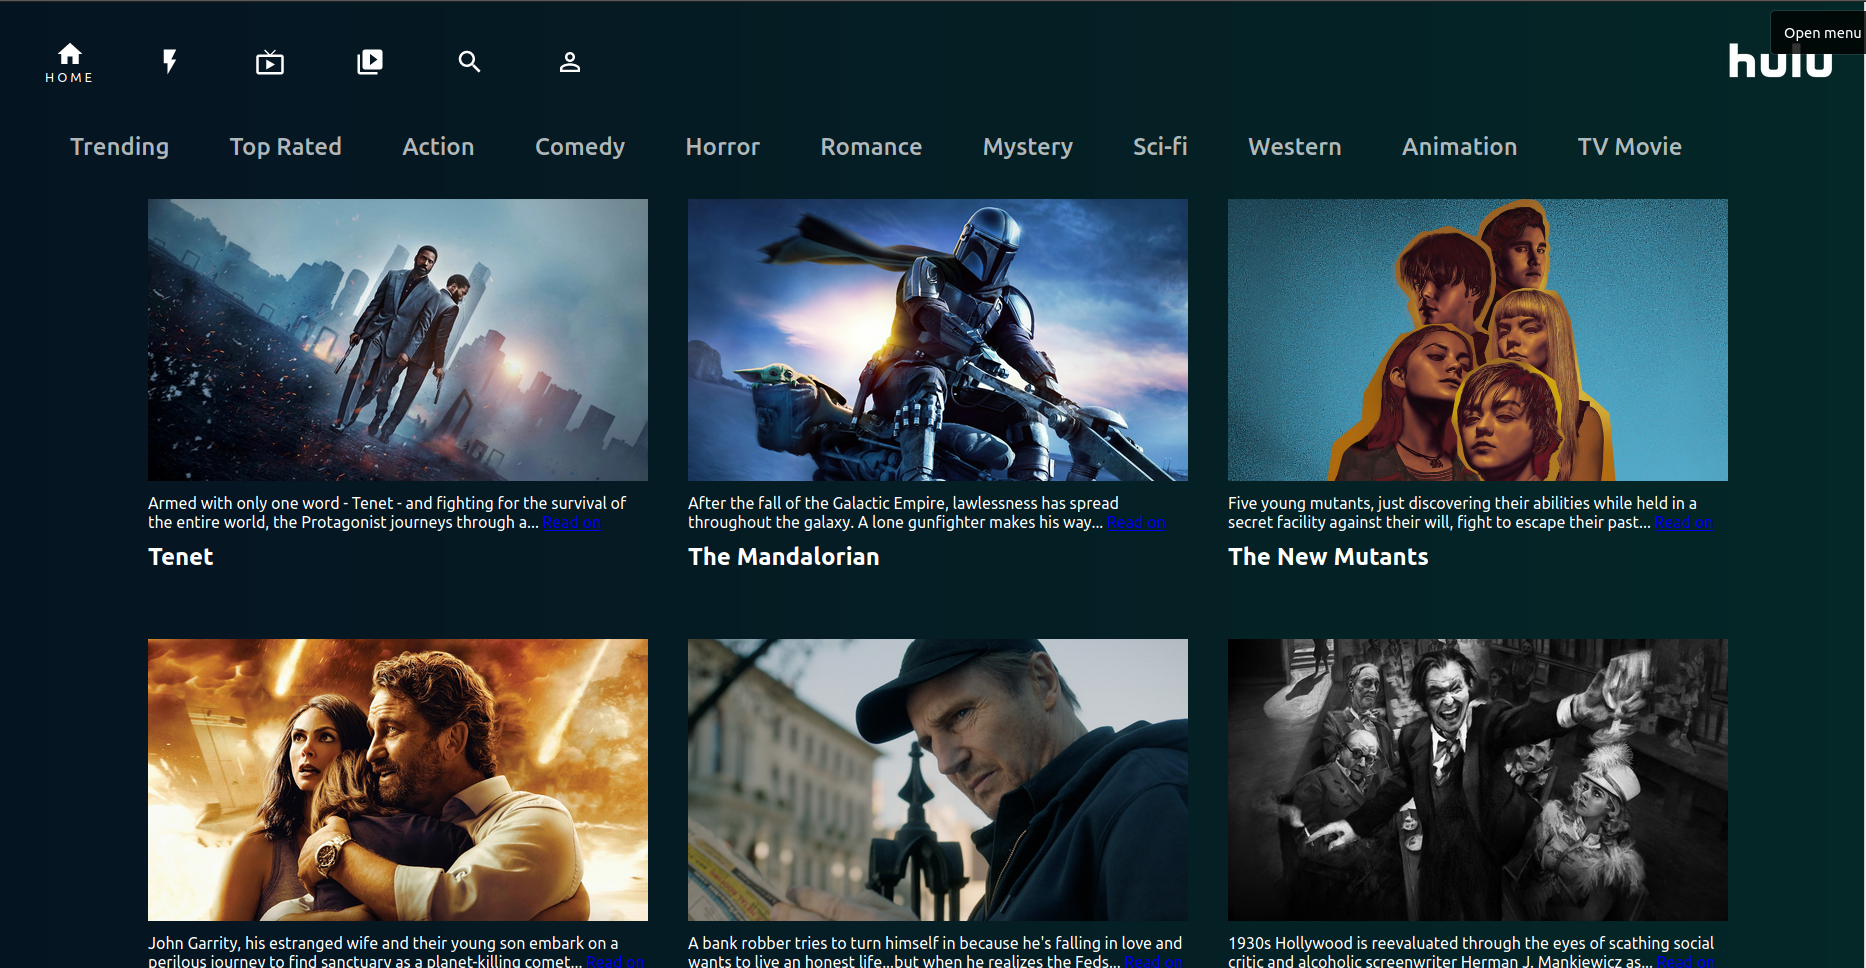 Open menu
HOME
hulu
Trending Top Rated Action Comedy Horror Romance Mystery Sci-fi Western Animation TV Movie
Armed with only one word - Tenet - and fighting for the survival of
the entire world, the Protagonist journeys through a... Read on
Tenet
After the fall of the Galactic Empire, lawlessness has spread
throughout the galaxy. A lone gunfighter makes his way... Read on
The Mandalorian
Five young mutants, just discovering their abilities while held in a
secret facility against their will, fight to escape their past... Read on
The New Mutants
John Garrity, his estranged wife and their young son embark on a
perilous journey to find sanctuary as a planet-killing comet... Read on
A bank robber tries to turn himself in because he's falling in love and
wants to live an honest life...but when he realizes the Feds... Read on
1930s Hollywood is reevaluated through the eyes of scathing social
critic and alcoholic screenwriter Herman J. Mankiewicz as... Read on